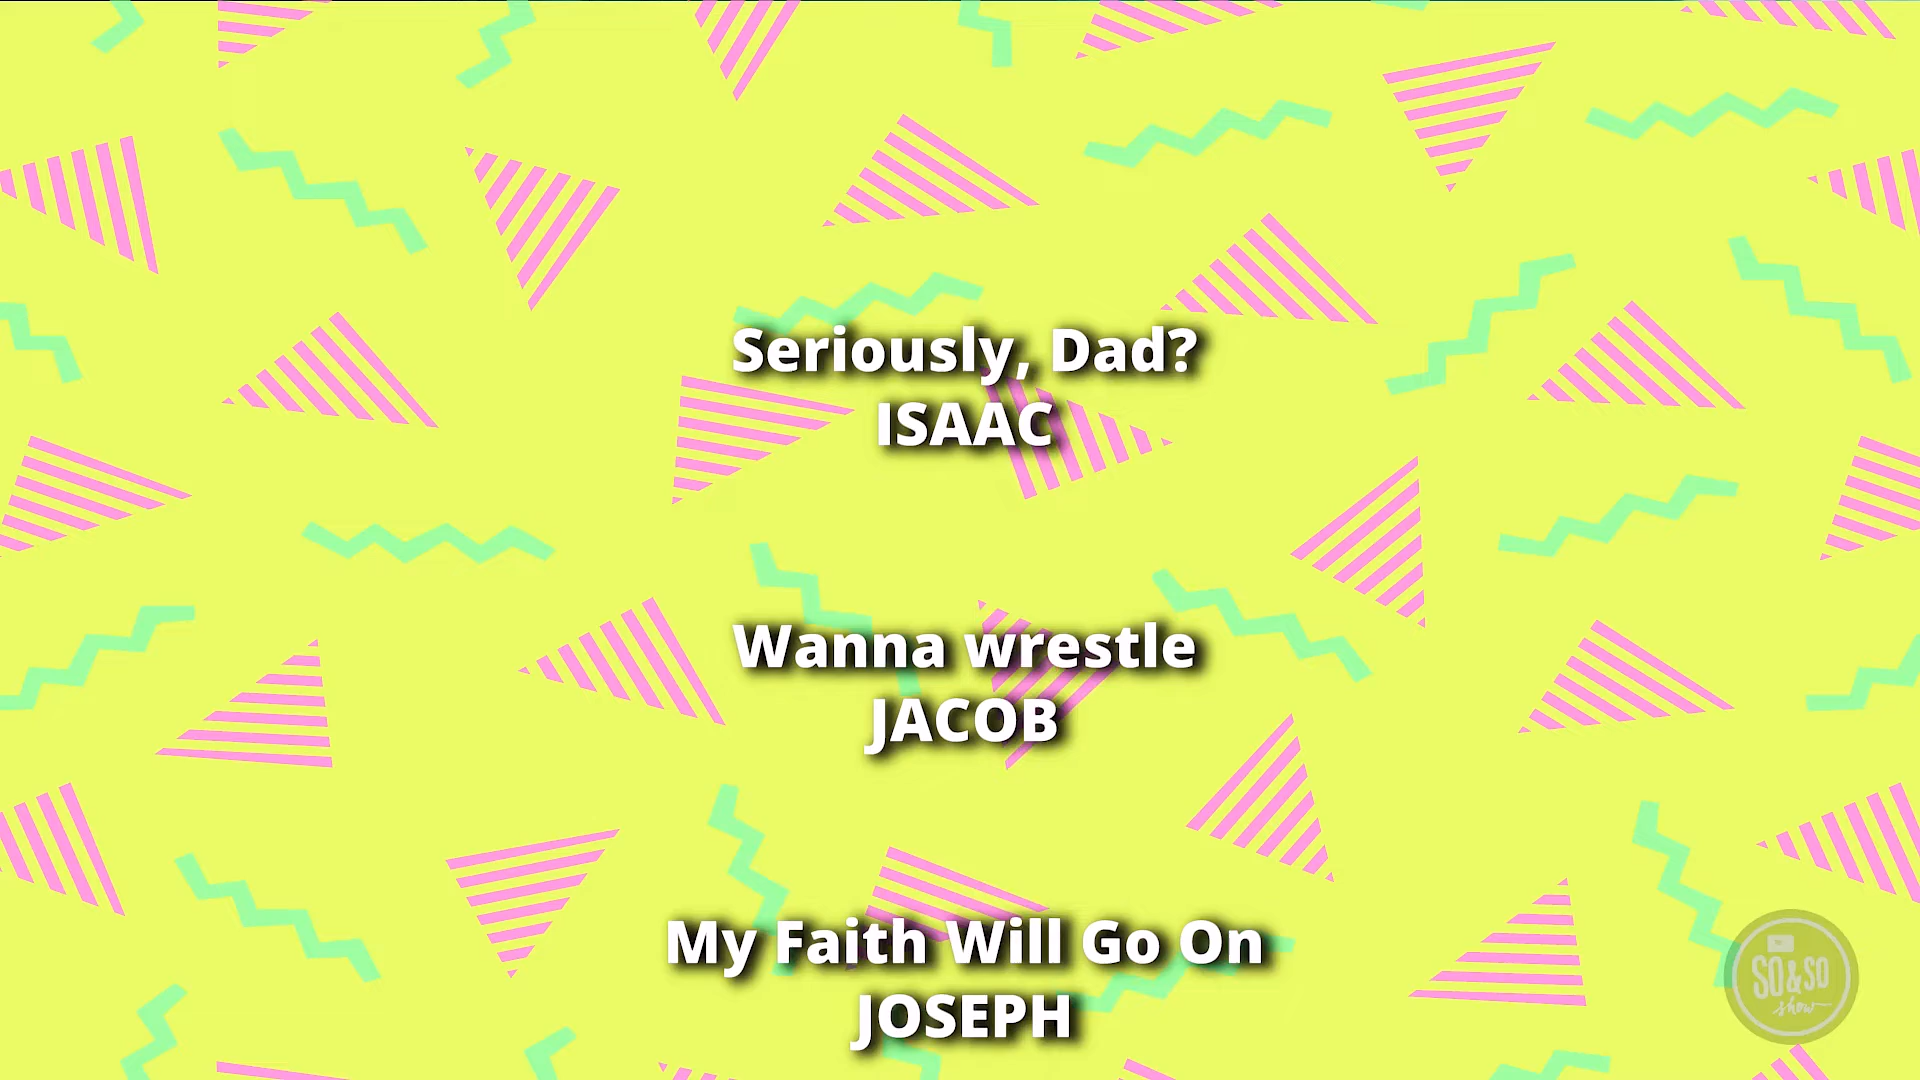 Seriously, Dad?
ISAAC
Wanna wrestle
JACOB
My Faith Will Go On
JOSEPH
SO&SO
show